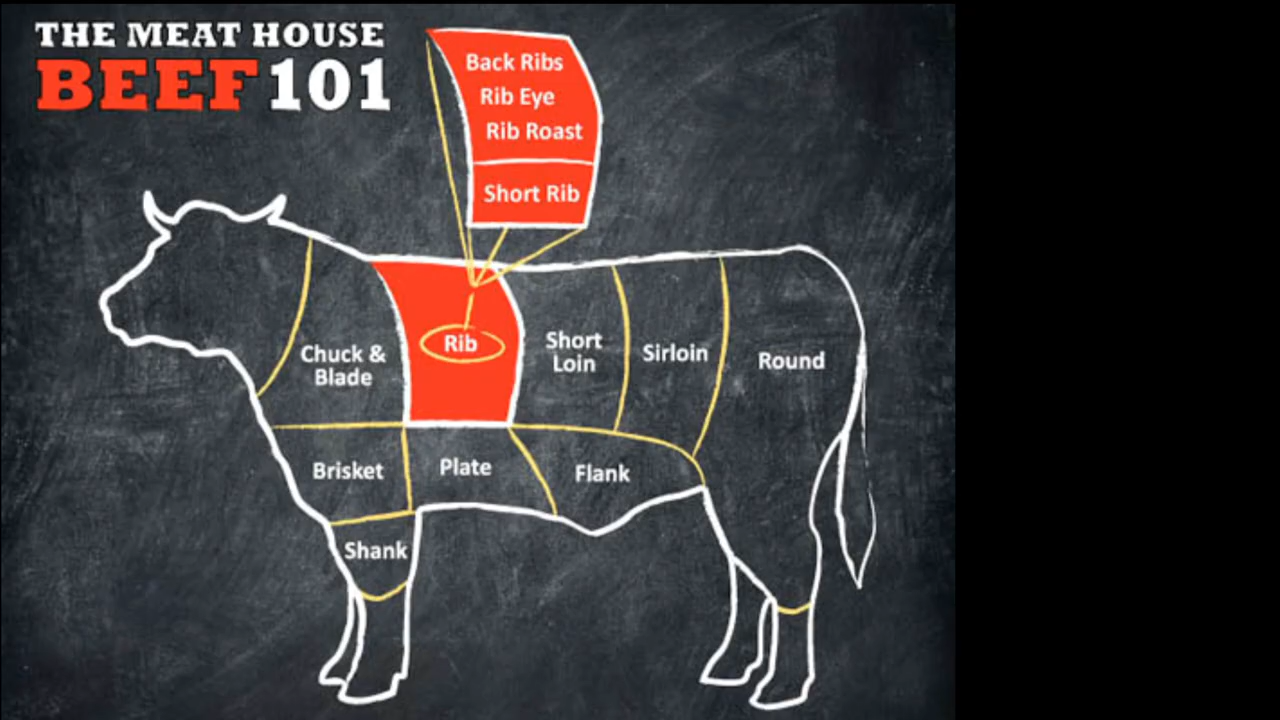 THE MEAT HOUSE
BEEF 101
Back Ribs
Rib Eye
Rib Roast
Short Rib
Chuck &
Blade
Rib
Short
Loin
Sirloin
Round
Brisket
Plate
Flank
Shank